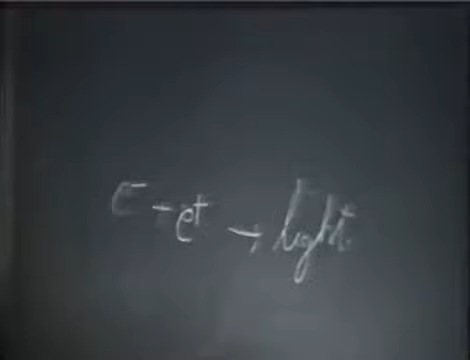 e⁻ + e⁺ → light